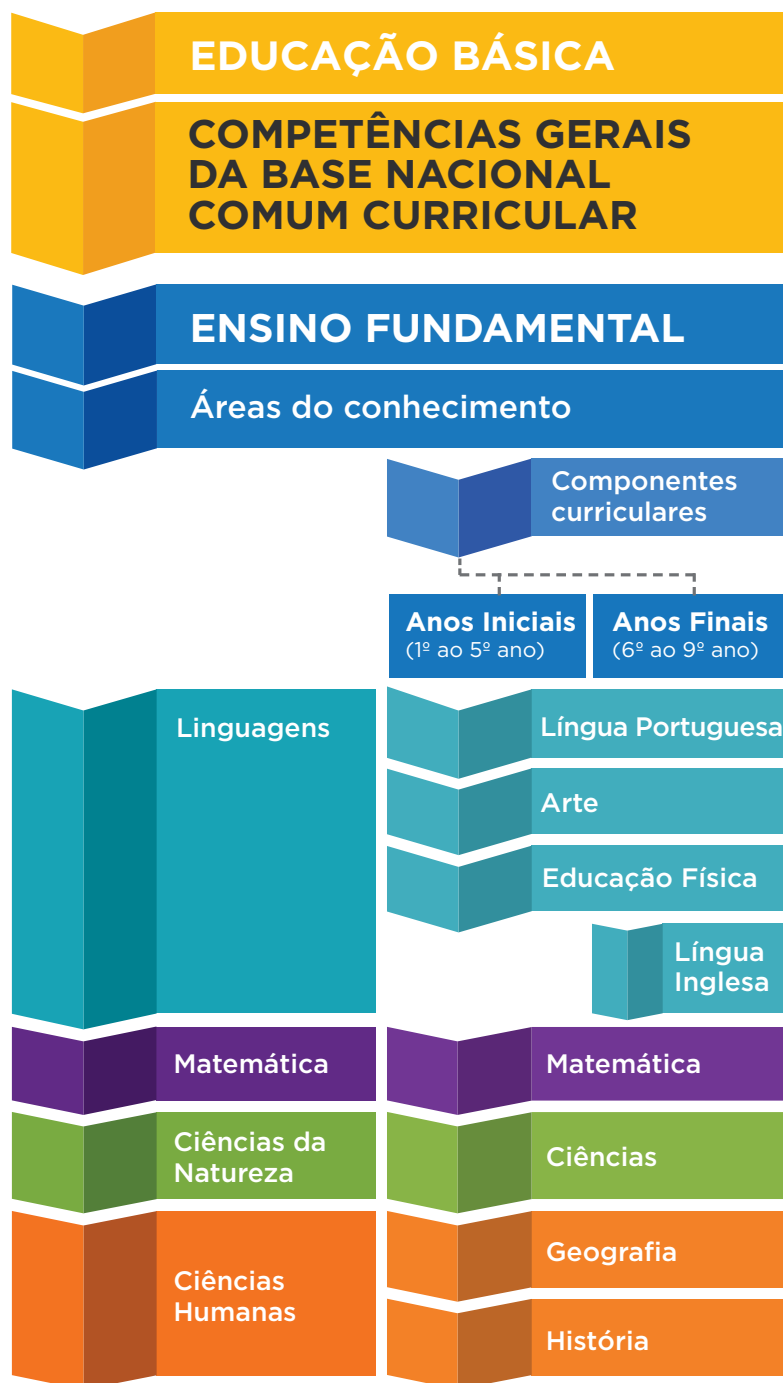 EDUCAÇÃO BÁSICA
COMPETÊNCIAS GERAIS
DA BASE NACIONAL
COMUM CURRICULAR
ENSINO FUNDAMENTAL
Áreas do conhecimento
Componentes
curriculares
Anos Iniciais
(1º ao 5º ano)
Anos Finais
(6º ao 9º ano)
Linguagens
Língua Portuguesa
Arte
Educação Física
Língua
Inglesa
Matemática
Matemática
Ciências da
Natureza
Ciências
Ciências
Humanas
Geografia
História